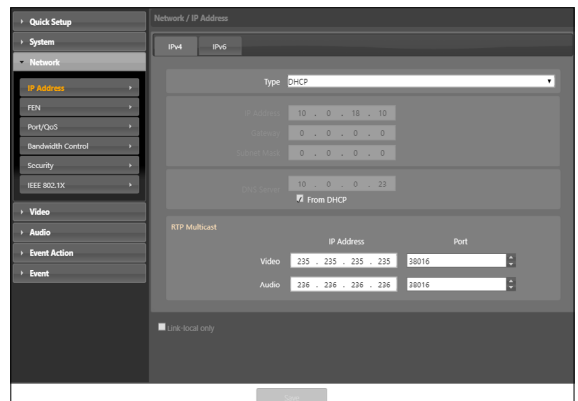 Quick Setup
System
Network
IP Address
FEN
Port/QoS
Bandwidth Control
Security
IEEE 802.1X
Video
Audio
Event Action
Event
Network / IP Address
IPv4 IPv6
Type DHCP
IP Address 10 . 0 . 18 . 10
Gateway 0 . 0 . 0 . 0
Subnet Mask 0 . 0 . 0 . 0
DNS Server 10 . 0 . 0 . 23
From DHCP
RTP Multicast
IP Address Port
Video 235 . 235 . 235 . 235 38016
Audio 236 . 236 . 236 . 236 38016
Link-local only
Save